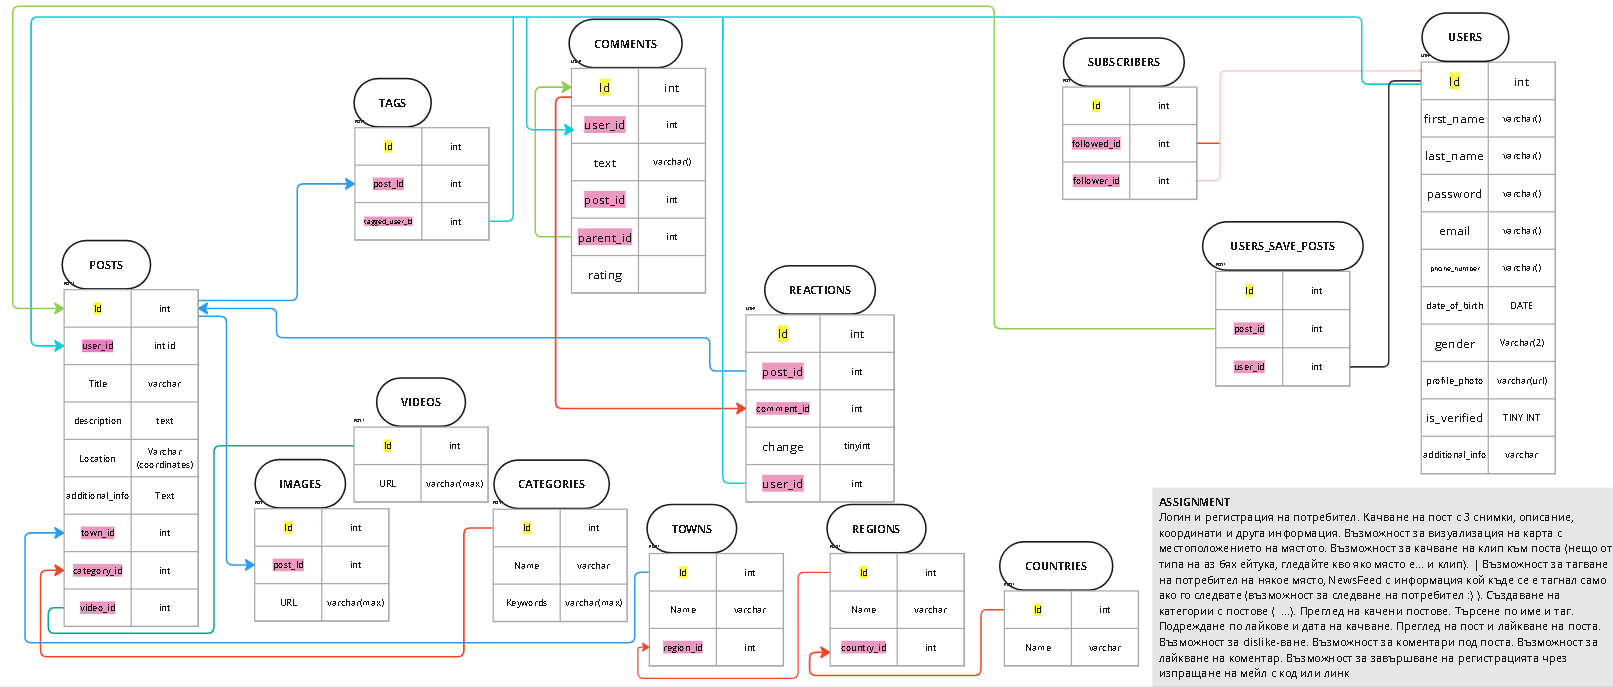 COMMENTS
Id int
user_id int
text varchar()
post_id int
parent_id int
rating
USERS
Id int
first_name varchar()
last_name varchar()
password varchar()
email varchar()
phone_number varchar()
date_of_birth DATE
gender Varchar(2)
profile_photo varchar(url)
is_verified TINY INT
additional_info varchar
SUBSCRIBERS
Id int
followed_id int
follower_id int
TAGS
Id int
post_Id int
tagged_user_Id int
USERS_SAVE_POSTS
Id int
post_id int
user_id int
POSTS
Id int
user_id int id
Title varchar
description text
Location Varchar
(coordinates)
additional_info Text
town_id int
category_id int
video_id int
REACTIONS
Id int
post_id int
comment_id int
change tinyint
user_id int
VIDEOS
Id int
URL varchar(max)
IMAGES
Id int
post_Id int
URL varchar(max)
CATEGORIES
Id int
Name varchar
Keywords varchar(max)
TOWNS
Id int
Name varchar
region_id int
REGIONS
Id int
Name varchar
country_id int
COUNTRIES
Id int
Name varchar
ASSIGNMENT
Логин и регистрация на потребител. Качване на пост с 3 снимки, описание,
координати и друга информация. Възможност за визуализация на карта с
местоположението на мястото. Възможност за качване на клип към поста (нещо от
типа на аз бях ейтука, гледайте кво яко място е... и клип). | Възможност за тагване
на потребител на някое място, NewsFeed с информация кой къде се е тагнал само
ако го следвате (възможност за следване на потребител :) ). Създаване на
категории с постове ( ...). Преглед на качени постове. Търсене по име и таг.
Подреждане по лайкове и дата на качване. Преглед на пост и лайкване на поста.
Възможност за dislike-ване. Възможност за коментари под поста. Възможност за
лайкване на коментар. Възможност за завършване на регистрацията чрез
изпращане на мейл с код или линк